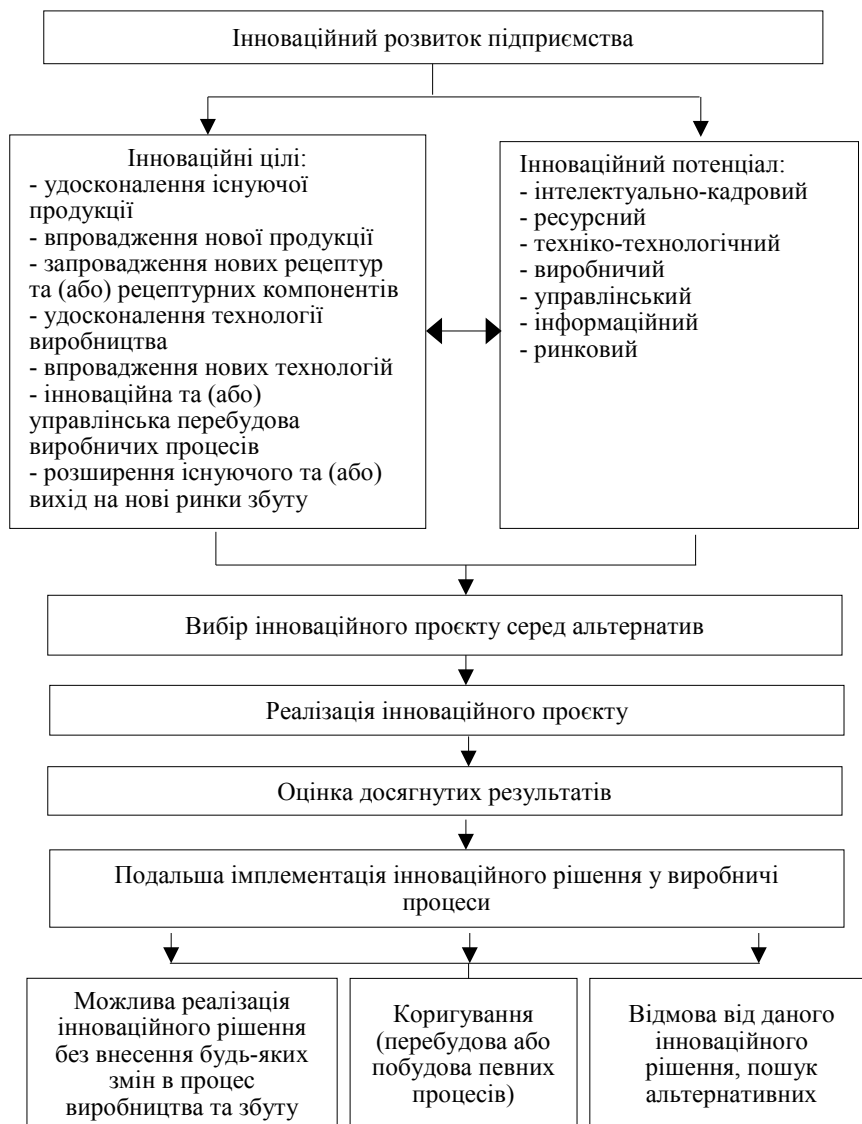 Інноваційний розвиток підприємства
Інноваційні цілі:
- удосконалення існуючої
продукції
- впровадження нової продукції
- запровадження нових рецептур
та (або) рецептурних компонентів
- удосконалення технології
виробництва
- впровадження нових технологій
- інноваційна та (або)
управлінська перебудова
виробничих процесів
- розширення існуючого та (або)
вихід на нові ринки збуту
Інноваційний потенціал:
- інтелектуально-кадровий
- ресурсний
- техніко-технологічний
- виробничий
- управлінський
- інформаційний
- ринковий
Вибір інноваційного проєкту серед альтернатив
Реалізація інноваційного проєкту
Оцінка досягнутих результатів
Подальша імплементація інноваційного рішення у виробничі
процеси
Можлива реалізація
інноваційного рішення
без внесення будь-яких
змін в процес
виробництва та збуту
Коригування
(перебудова або
побудова певних
процесів)
Відмова від даного
інноваційного
рішення, пошук
альтернативних